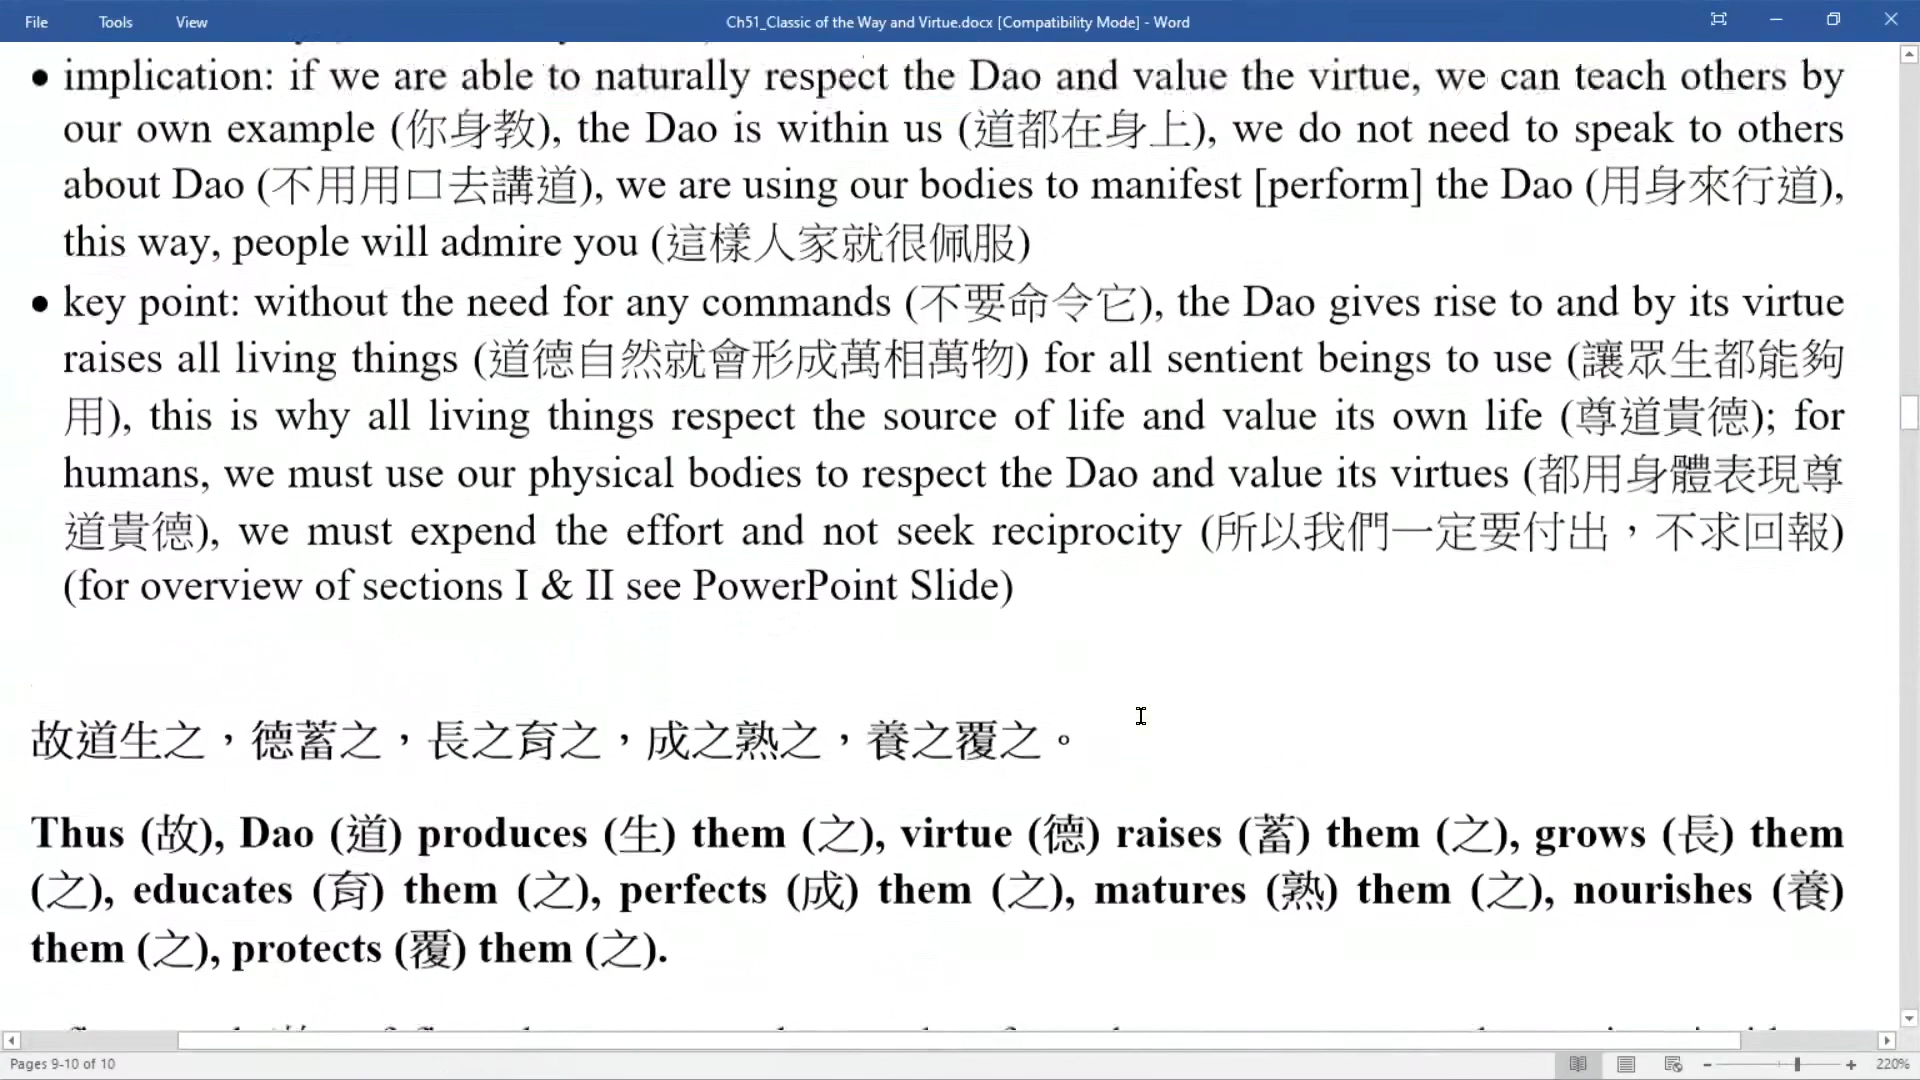 File Tools View Ch51_Classic of the Way and Virtue.docx [Compatibility Mode] - Word
• implication: if we are able to naturally respect the Dao and value the virtue, we can teach others by
our own example (你身教), the Dao is within us (道都在身上), we do not need to speak to others
about Dao (不用用口去講道), we are using our bodies to manifest [perform] the Dao (用身來行道),
this way, people will admire you (這樣人家就很佩服)
• key point: without the need for any commands (不要命令它), the Dao gives rise to and by its virtue
raises all living things (道德自然就會形成萬相萬物) for all sentient beings to use (讓眾生都能夠
用), this is why all living things respect the source of life and value its own life (尊道貴德); for
humans, we must use our physical bodies to respect the Dao and value its virtues (都用身體表現尊
道貴德), we must expend the effort and not seek reciprocity (所以我們一定要付出，不求回報)
(for overview of sections I & II see PowerPoint Slide)
故道生之，德蓄之，長之育之，成之熟之，養之覆之。
Thus (故), Dao (道) produces (生) them (之), virtue (德) raises (蓄) them (之), grows (長) them
(之), educates (育) them (之), perfects (成) them (之), matures (熟) them (之), nourishes (養)
them (之), protects (覆) them (之).
Pages 9-10 of 10 220%